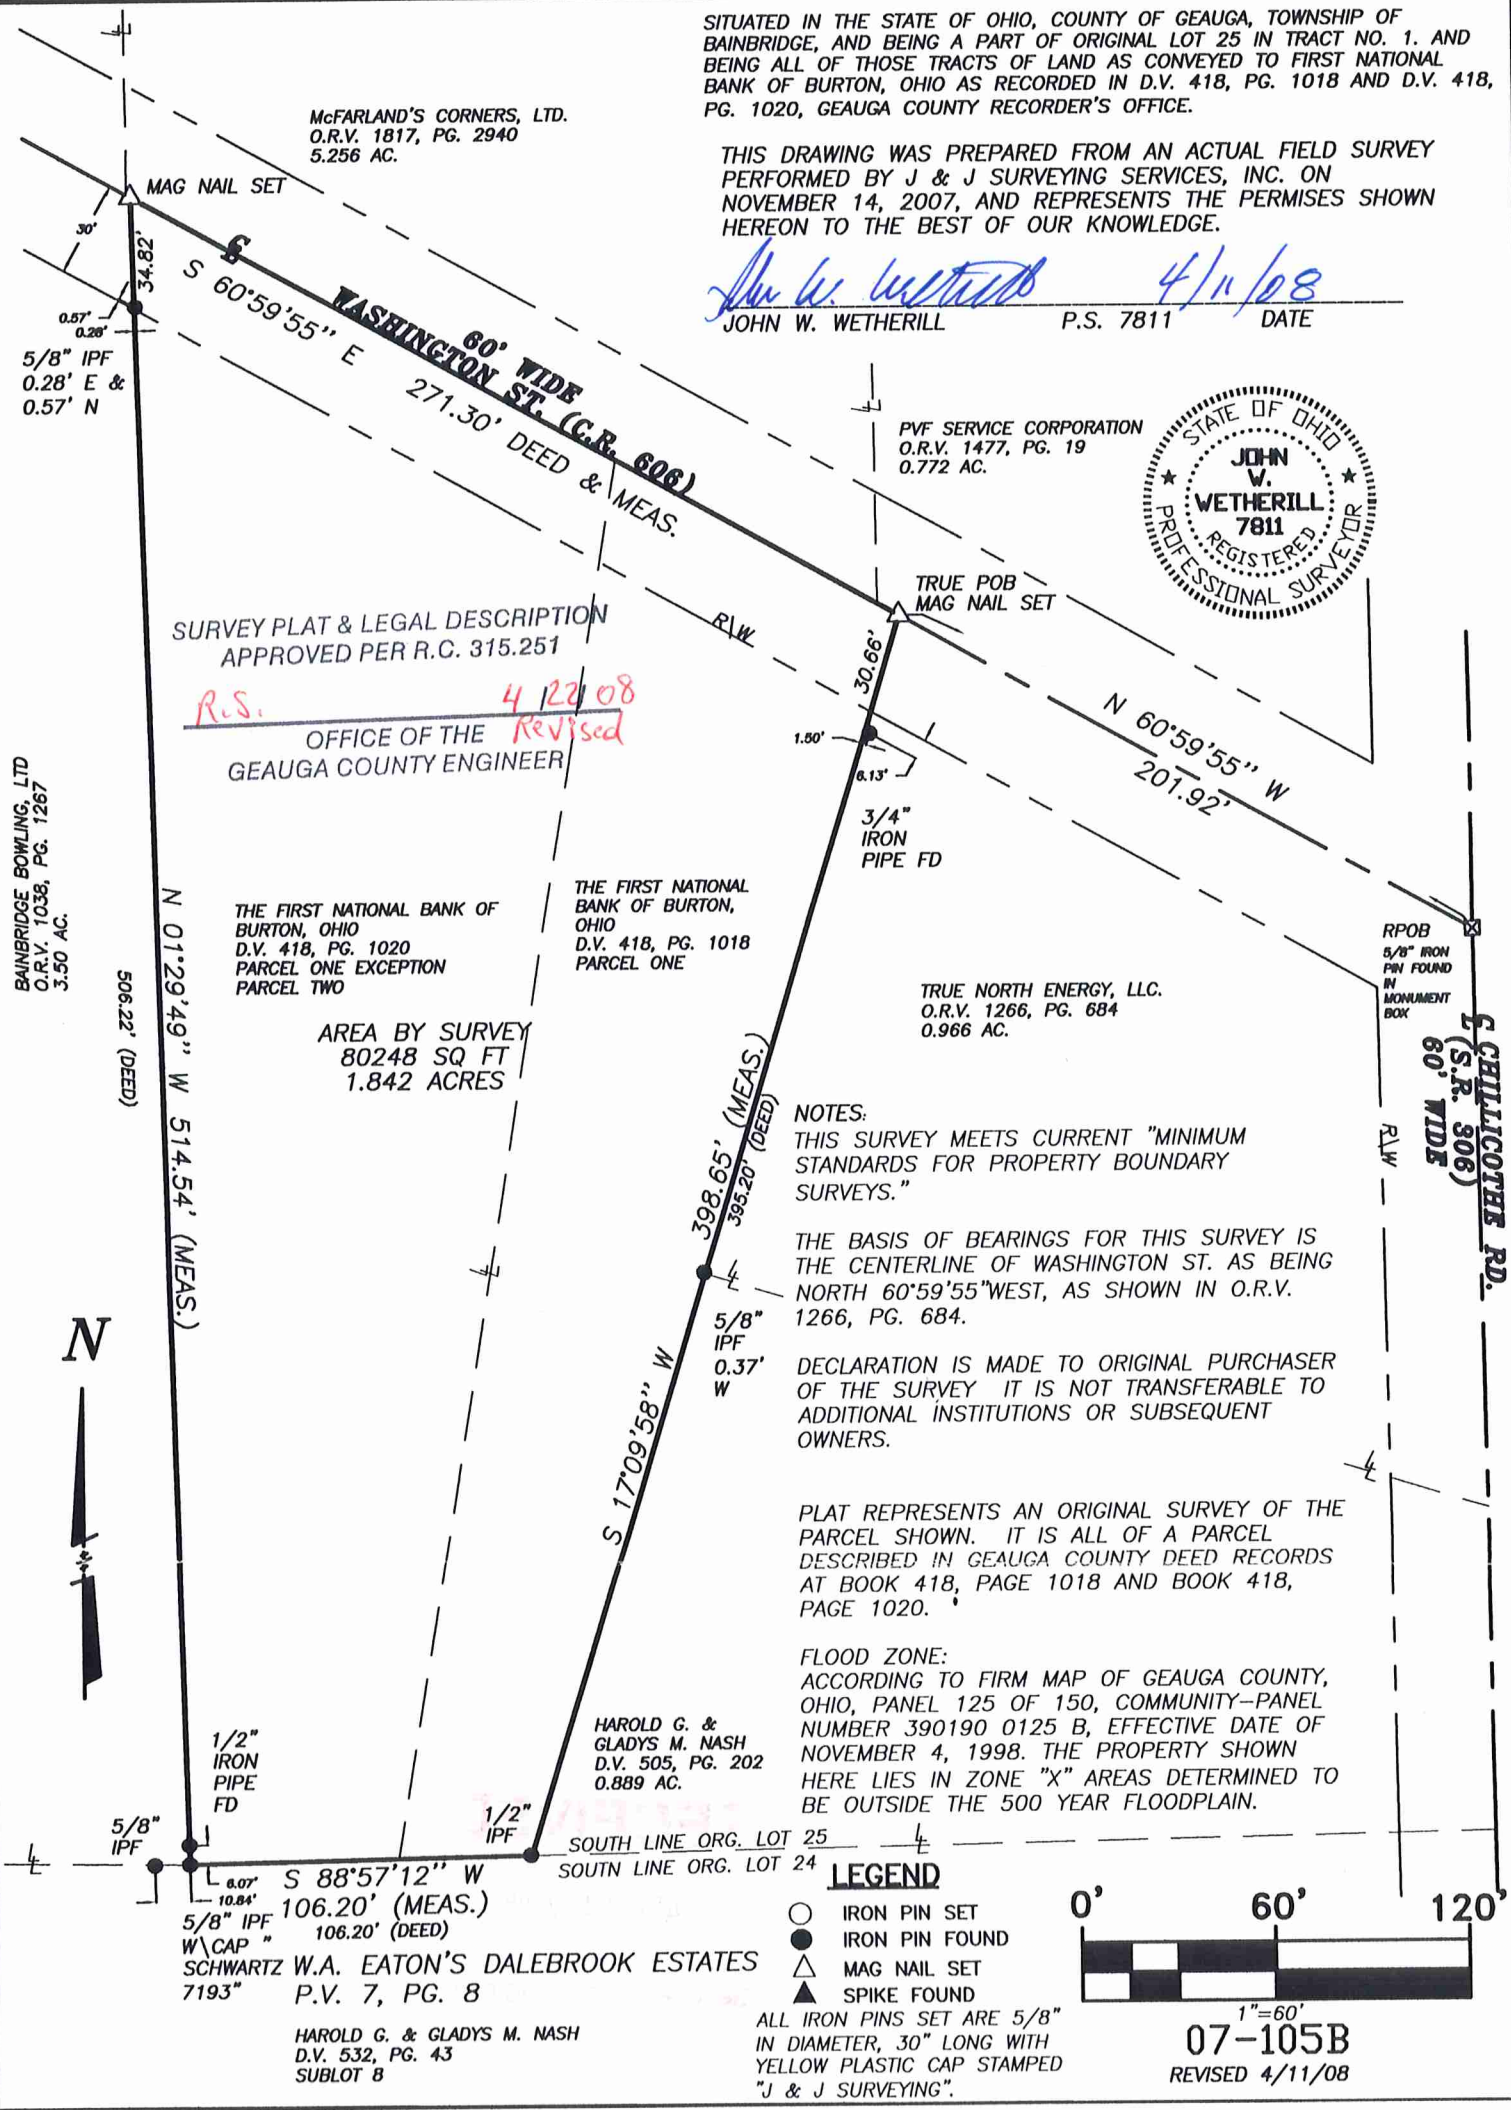 SITUATED IN THE STATE OF OHIO, COUNTY OF GEAUGA, TOWNSHIP OF
BAINBRIDGE, AND BEING A PART OF ORIGINAL LOT 25 IN TRACT NO. 1. AND
BEING ALL OF THOSE TRACTS OF LAND AS CONVEYED TO FIRST NATIONAL
BANK OF BURTON, OHIO AS RECORDED IN D.V. 418, PG. 1018 AND D.V. 418,
PG. 1020, GEAUGA COUNTY RECORDER'S OFFICE.
THIS DRAWING WAS PREPARED FROM AN ACTUAL FIELD SURVEY
PERFORMED BY J & J SURVEYING SERVICES, INC. ON
NOVEMBER 14, 2007, AND REPRESENTS THE PERMISES SHOWN
HEREON TO THE BEST OF OUR KNOWLEDGE.
John W. Wetherill 4/11/08
JOHN W. WETHERILL P.S. 7811 DATE
McFARLAND'S CORNERS, LTD.
O.R.V. 1817, PG. 2940
5.256 AC.
MAG NAIL SET
30'
34.82'
0.57'
0.28'
5/8" IPF
0.28' E &
0.57' N
S 60°59'55" E 271.30' DEED & MEAS.
60' WIDE
WASHINGTON ST. (C.R. 606)
PVF SERVICE CORPORATION
O.R.V. 1477, PG. 19
0.772 AC.
STATE OF OHIO
JOHN
W.
WETHERILL
7811
REGISTERED
PROFESSIONAL SURVEYOR
TRUE POB
MAG NAIL SET
R\W
30.66'
1.50'
6.13'
3/4"
IRON
PIPE FD
N 60°59'55" W
201.92'
SURVEY PLAT & LEGAL DESCRIPTION
APPROVED PER R.C. 315.251
R.S. 4/22/08
Revised
OFFICE OF THE
GEAUGA COUNTY ENGINEER
BAINBRIDGE BOWLING, LTD
O.R.V. 1038, PG. 1267
3.50 AC.
506.22' (DEED)
N 01°29'49" W 514.54' (MEAS.)
THE FIRST NATIONAL BANK OF
BURTON, OHIO
D.V. 418, PG. 1020
PARCEL ONE EXCEPTION
PARCEL TWO
THE FIRST NATIONAL
BANK OF BURTON,
OHIO
D.V. 418, PG. 1018
PARCEL ONE
AREA BY SURVEY
80248 SQ FT
1.842 ACRES
TRUE NORTH ENERGY, LLC.
O.R.V. 1266, PG. 684
0.966 AC.
RPOB
5/8" IRON
PIN FOUND
IN
MONUMENT
BOX
CHILLICOTHE RD.
(S.R. 306)
60' WIDE
R\W
S 17°09'58" W 398.65' (MEAS.)
395.20' (DEED)
5/8"
IPF
0.37'
W
NOTES:
THIS SURVEY MEETS CURRENT "MINIMUM
STANDARDS FOR PROPERTY BOUNDARY
SURVEYS."
THE BASIS OF BEARINGS FOR THIS SURVEY IS
THE CENTERLINE OF WASHINGTON ST. AS BEING
NORTH 60°59'55"WEST, AS SHOWN IN O.R.V.
1266, PG. 684.
DECLARATION IS MADE TO ORIGINAL PURCHASER
OF THE SURVEY IT IS NOT TRANSFERABLE TO
ADDITIONAL INSTITUTIONS OR SUBSEQUENT
OWNERS.
PLAT REPRESENTS AN ORIGINAL SURVEY OF THE
PARCEL SHOWN. IT IS ALL OF A PARCEL
DESCRIBED IN GEAUGA COUNTY DEED RECORDS
AT BOOK 418, PAGE 1018 AND BOOK 418,
PAGE 1020.
FLOOD ZONE:
ACCORDING TO FIRM MAP OF GEAUGA COUNTY,
OHIO, PANEL 125 OF 150, COMMUNITY-PANEL
NUMBER 390190 0125 B, EFFECTIVE DATE OF
NOVEMBER 4, 1998. THE PROPERTY SHOWN
HERE LIES IN ZONE "X" AREAS DETERMINED TO
BE OUTSIDE THE 500 YEAR FLOODPLAIN.
N
1/2"
IRON
PIPE
FD
5/8"
IPF
HAROLD G. &
GLADYS M. NASH
D.V. 505, PG. 202
0.889 AC.
1/2"
IPF
SOUTH LINE ORG. LOT 25
SOUTN LINE ORG. LOT 24
6.07'
10.84'
S 88°57'12" W
106.20' (MEAS.)
106.20' (DEED)
5/8" IPF
W\CAP "
SCHWARTZ
7193"
W.A. EATON'S DALEBROOK ESTATES
P.V. 7, PG. 8
HAROLD G. & GLADYS M. NASH
D.V. 532, PG. 43
SUBLOT 8
LEGEND
IRON PIN SET
IRON PIN FOUND
MAG NAIL SET
SPIKE FOUND
ALL IRON PINS SET ARE 5/8"
IN DIAMETER, 30" LONG WITH
YELLOW PLASTIC CAP STAMPED
"J & J SURVEYING".
0' 60' 120'
1"=60'
07-105B
REVISED 4/11/08